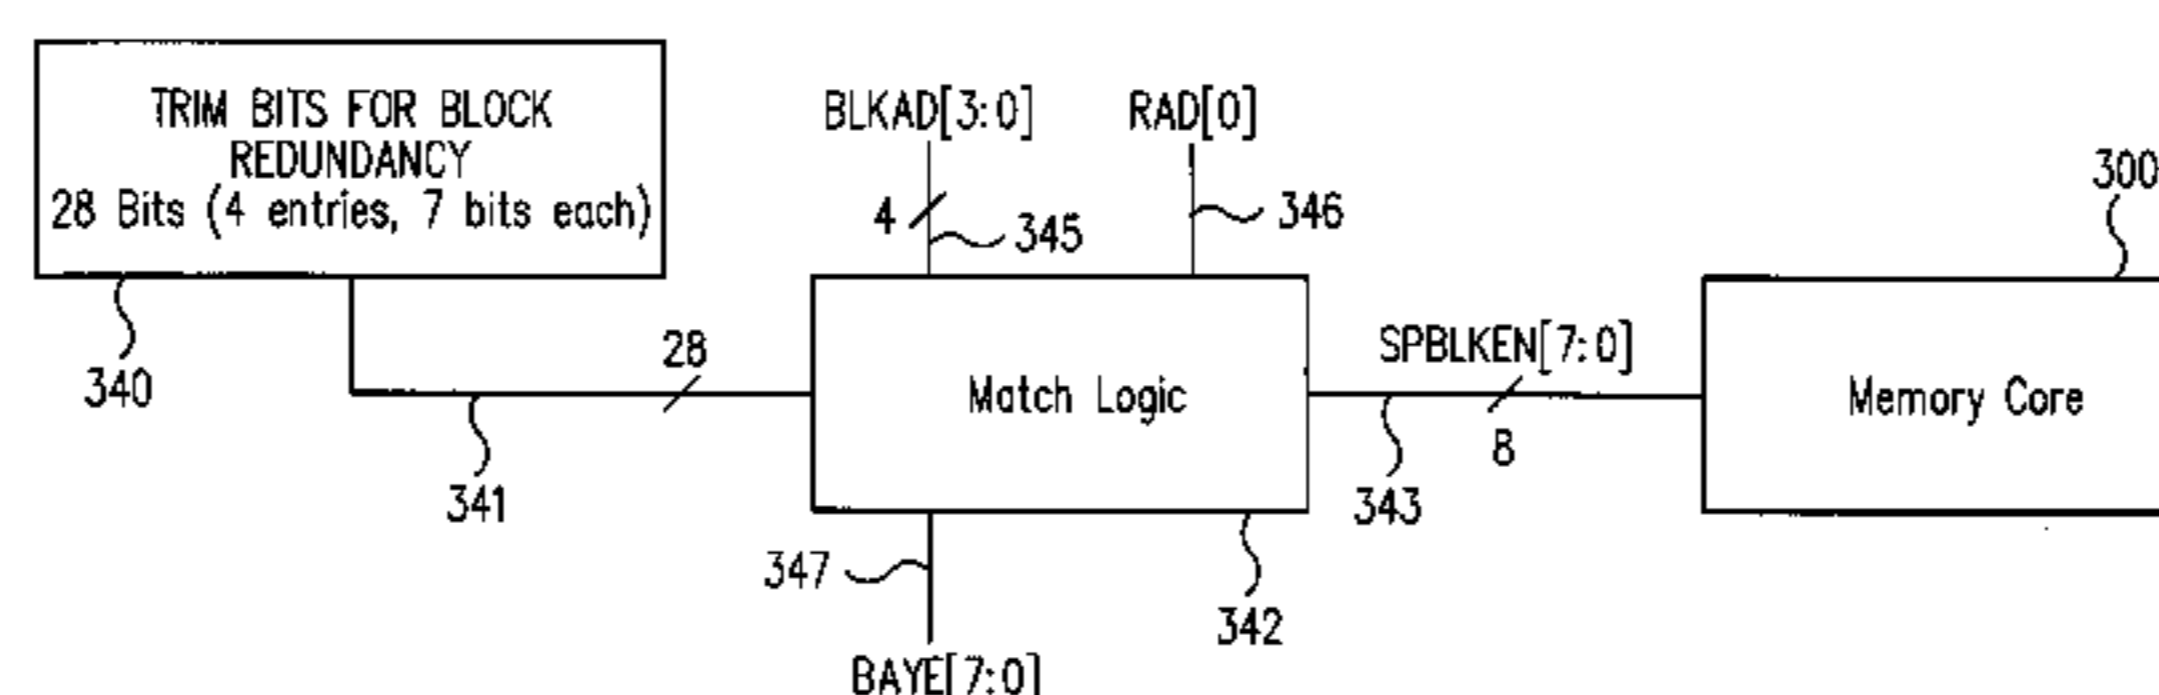 TRIM BITS FOR BLOCK
REDUNDANCY
28 Bits (4 entries, 7 bits each)
340
341
28
BLKAD[3:0]
4
345
RAD[0]
346
Match Logic
347
BAYE[7:0]
342
SPBLKEN[7:0]
8
343
300
Memory Core